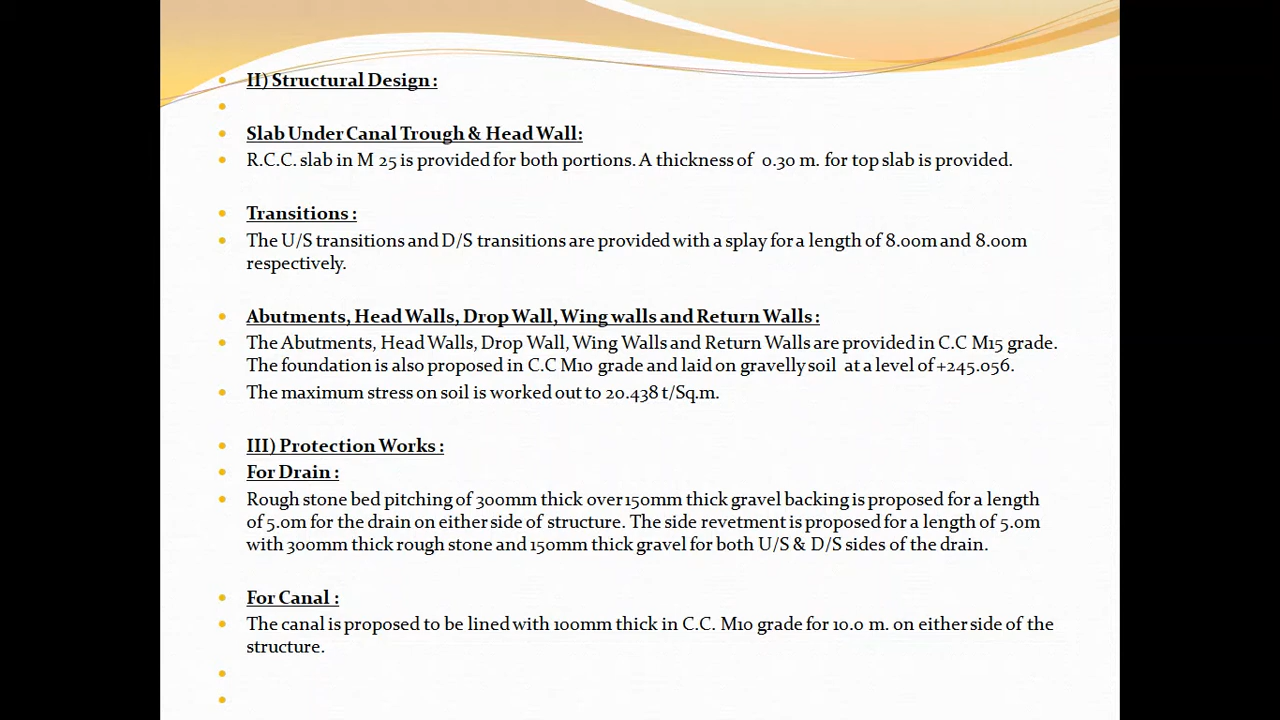 II) Structural Design :
Slab Under Canal Trough & Head Wall:
R.C.C. slab in M 25 is provided for both portions. A thickness of 0.30 m. for top slab is provided.
Transitions :
The U/S transitions and D/S transitions are provided with a splay for a length of 8.00m and 8.00m
respectively.
Abutments, Head Walls, Drop Wall, Wing walls and Return Walls :
The Abutments, Head Walls, Drop Wall, Wing Walls and Return Walls are provided in C.C M15 grade.
The foundation is also proposed in C.C M10 grade and laid on gravelly soil at a level of +245.056.
The maximum stress on soil is worked out to 20.438 t/Sq.m.
III) Protection Works :
For Drain :
Rough stone bed pitching of 300mm thick over 150mm thick gravel backing is proposed for a length
of 5.0m for the drain on either side of structure. The side revetment is proposed for a length of 5.0m
with 300mm thick rough stone and 150mm thick gravel for both U/S & D/S sides of the drain.
For Canal :
The canal is proposed to be lined with 100mm thick in C.C. M10 grade for 10.0 m. on either side of the
structure.